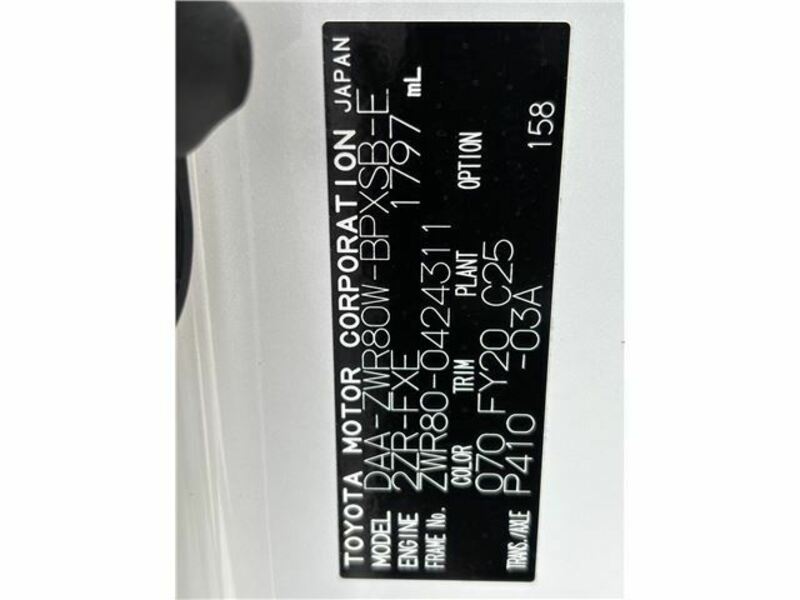 TOYOTA MOTOR CORPORATION JAPAN
MODEL DAA-ZWR80W-BPXSB-E
ENGINE 2ZR-FXE 1797 mL
FRAME No. ZWR80-0424311
COLOR TRIM PLANT OPTION
070 FY20 C25
TRANS./AXLE P410 -03A 158